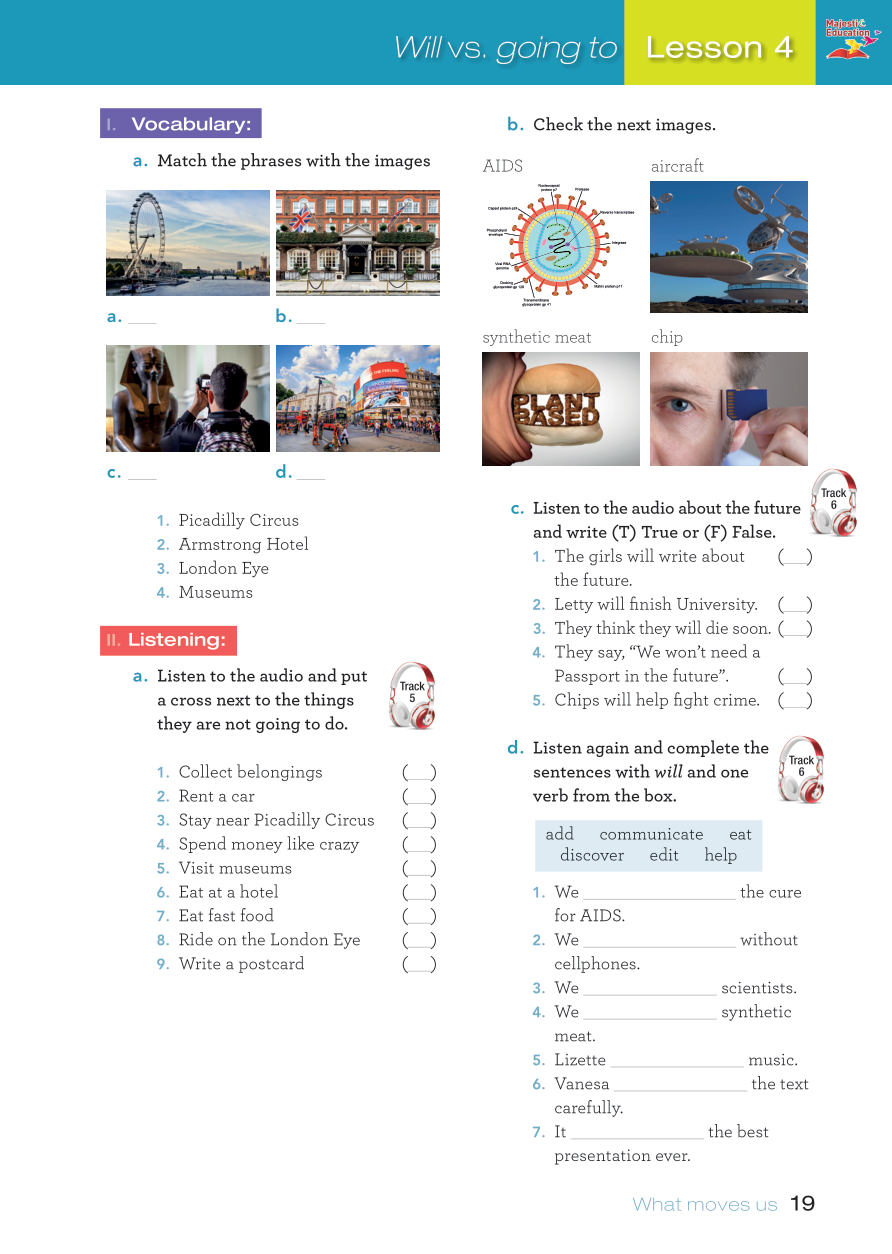 Will vs. going to
Lesson 4
Majestic
Education
I. Vocabulary:
a. Match the phrases with the images
a. ___
b. ___
c. ___
d. ___
1. Picadilly Circus
2. Armstrong Hotel
3. London Eye
4. Museums
II. Listening:
a. Listen to the audio and put
a cross next to the things
they are not going to do.
Track
5
1. Collect belongings (___)
2. Rent a car (___)
3. Stay near Picadilly Circus (___)
4. Spend money like crazy (___)
5. Visit museums (___)
6. Eat at a hotel (___)
7. Eat fast food (___)
8. Ride on the London Eye (___)
9. Write a postcard (___)
b. Check the next images.
AIDS
Nucleocapsid
protein p7
Protease
Capsid protein p24
Reverse transcriptase
Phospholipid
envelope
Integrase
Viral RNA
genome
Docking
glycoprotein gp 120
Matrix protein p17
Transmembrane
glycoprotein gp 41
aircraft
synthetic meat
PLANT
BASED
chip
c. Listen to the audio about the future
and write (T) True or (F) False.
Track
6
1. The girls will write about (___)
the future.
2. Letty will finish University. (___)
3. They think they will die soon. (___)
4. They say, “We won’t need a
Passport in the future”. (___)
5. Chips will help fight crime. (___)
d. Listen again and complete the
sentences with will and one
verb from the box.
Track
6
add communicate eat
discover edit help
1. We ________________ the cure
for AIDS.
2. We ________________ without
cellphones.
3. We ______________ scientists.
4. We ______________ synthetic
meat.
5. Lizette ______________ music.
6. Vanesa ______________ the text
carefully.
7. It ______________ the best
presentation ever.
What moves us 19